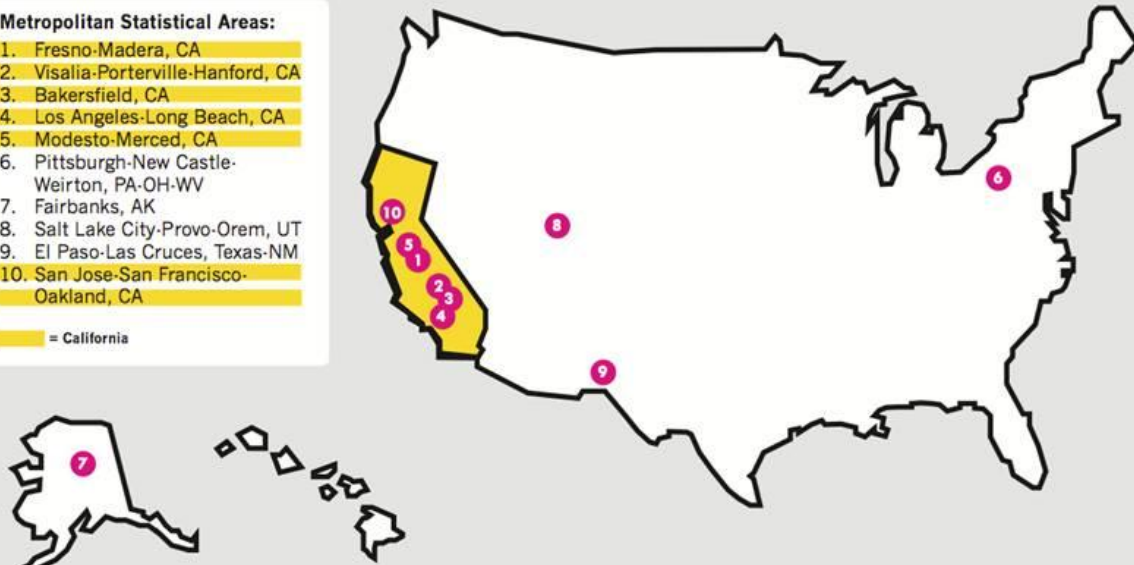 Metropolitan Statistical Areas:
1. Fresno-Madera, CA
2. Visalia-Porterville-Hanford, CA
3. Bakersfield, CA
4. Los Angeles-Long Beach, CA
5. Modesto-Merced, CA
6. Pittsburgh-New Castle-
Weirton, PA-OH-WV
7. Fairbanks, AK
8. Salt Lake City-Provo-Orem, UT
9. El Paso-Las Cruces, Texas-NM
10. San Jose-San Francisco-
Oakland, CA
= California
10
5
1
2
3
4
8
6
9
7